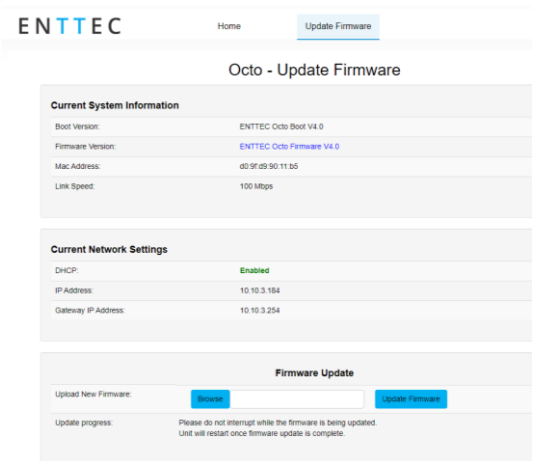 ENTTEC
Home
Update Firmware
Octo - Update Firmware
Current System Information
Boot Version: ENTTEC Octo Boot V4.0
Firmware Version: ENTTEC Octo Firmware V4.0
Mac Address: d0:9f:d9:90:11:b5
Link Speed: 100 Mbps
Current Network Settings
DHCP: Enabled
IP Address: 10.10.3.184
Gateway IP Address: 10.10.3.254
Firmware Update
Upload New Firmware: Browse Update Firmware
Update progress: Please do not interrupt while the firmware is being updated.
Unit will restart once firmware update is complete.